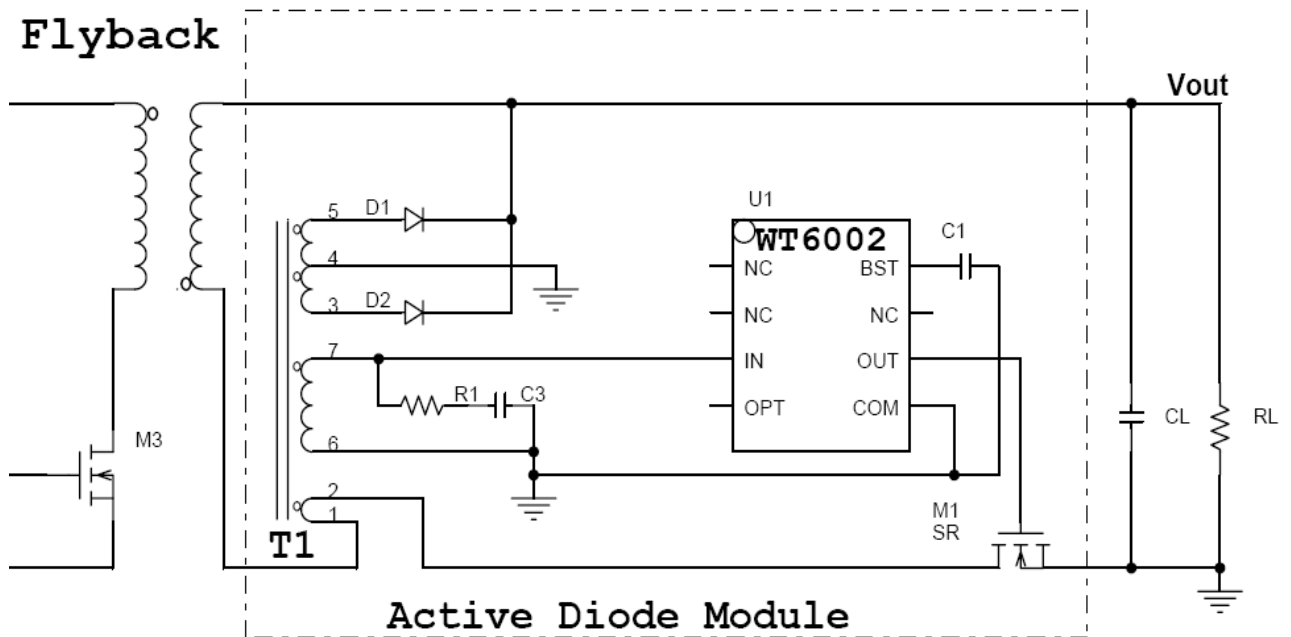 Flyback
Vout
U1
5
D1
WT6002
C1
4
NC
BST
3
D2
NC
NC
7
IN
OUT
R1
C3
OPT
COM
CL
RL
M3
6
2
M1
SR
1
T1
Active Diode Module